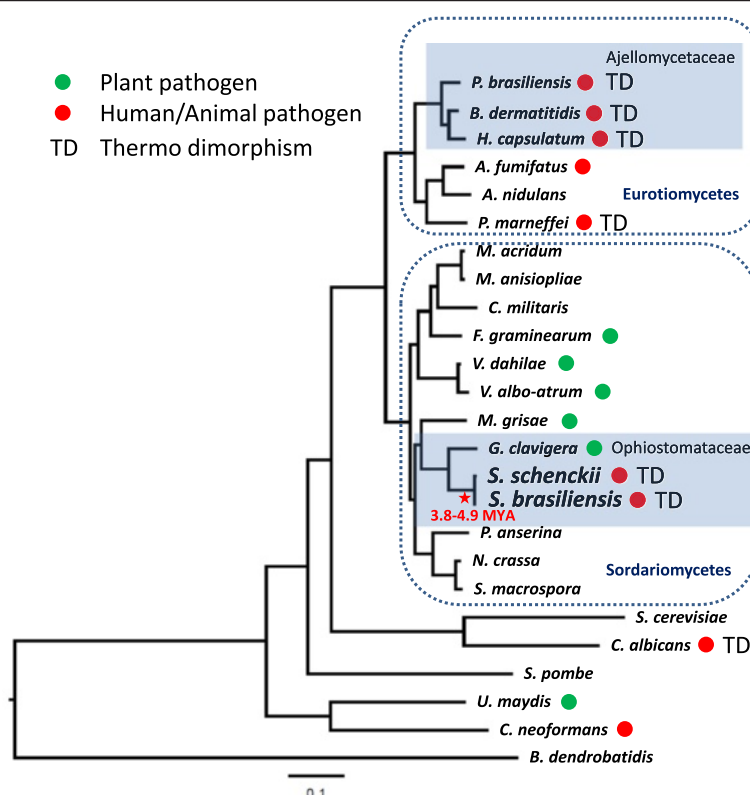 Plant pathogen
Human/Animal pathogen
TD Thermo dimorphism
Ajellomycetaceae
P. brasiliensis TD
B. dermatitidis TD
H. capsulatum TD
A. fumifatus
A. nidulans
Eurotiomycetes
P. marneffei TD
M. acridum
M. anisiopliae
C. militaris
F. graminearum
V. dahilae
V. albo-atrum
M. grisae
G. clavigera Ophiostomataceae
S. schenckii TD
S. brasiliensis TD
3.8-4.9 MYA
P. anserina
N. crassa
Sordariomycetes
S. macrospora
S. cerevisiae
C. albicans TD
S. pombe
U. maydis
C. neoformans
B. dendrobatidis
0.1